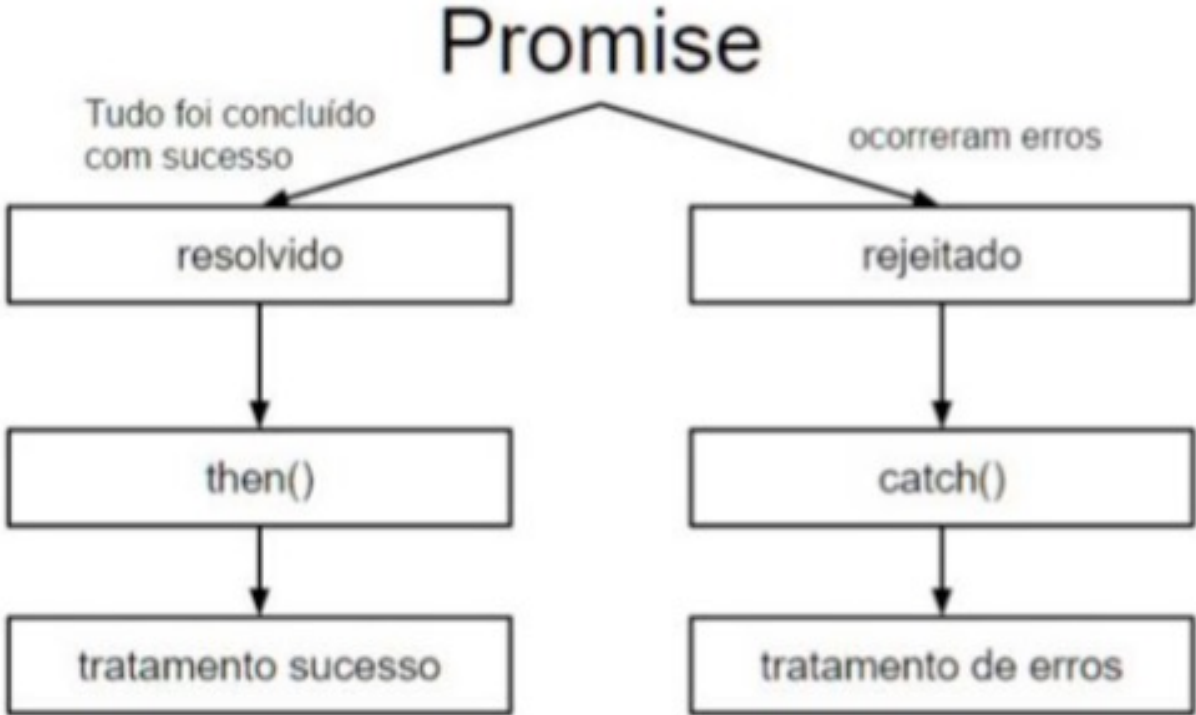 Promise
Tudo foi concluído
com sucesso
ocorreram erros
resolvido
rejeitado
then()
catch()
tratamento sucesso
tratamento de erros